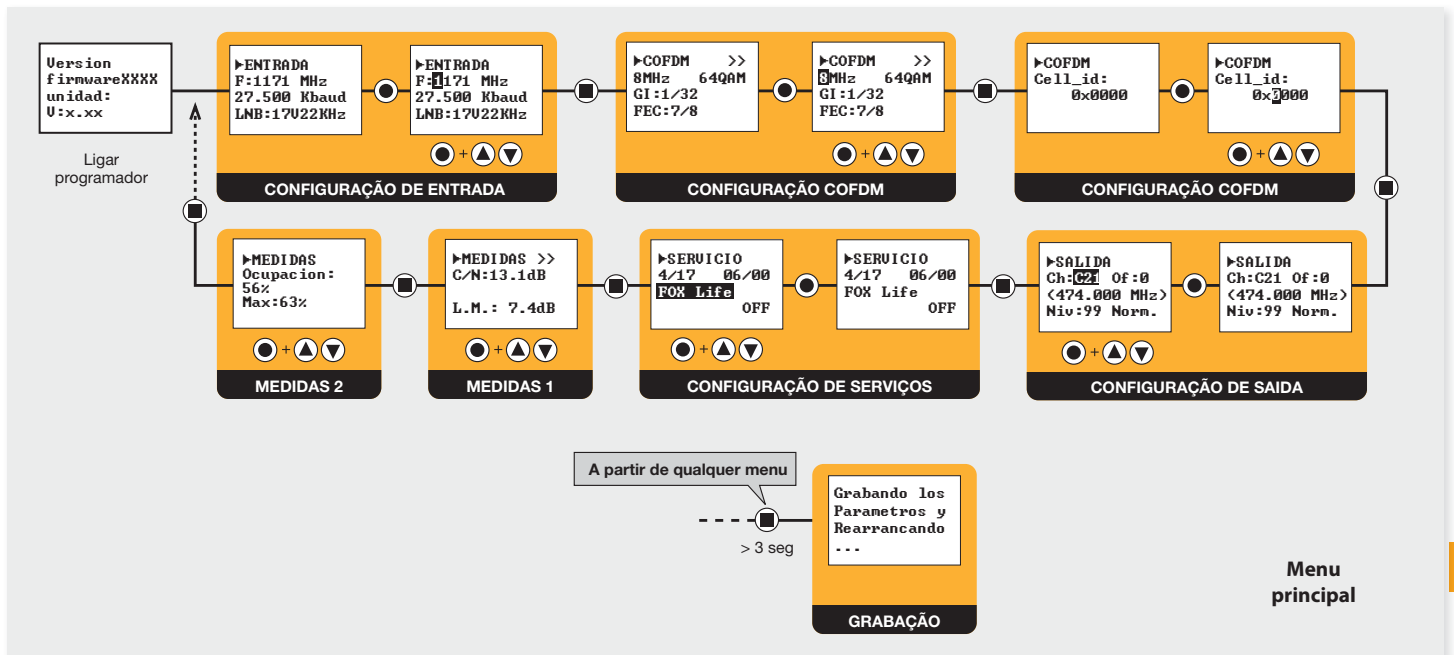 Version
firmwareXXXX
unidad:
V:x.xx
Ligar
programador
▶ENTRADA
F:1171 MHz
27.500 Kbaud
LNB:17V22KHz
▶ENTRADA
F:1171 MHz
27.500 Kbaud
LNB:17V22KHz
+
CONFIGURAÇÃO DE ENTRADA
▶COFDM >>
8MHz 64QAM
GI:1/32
FEC:7/8
▶COFDM >>
8MHz 64QAM
GI:1/32
FEC:7/8
+
CONFIGURAÇÃO COFDM
▶COFDM
Cell_id:
0x0000
▶COFDM
Cell_id:
0x0000
+
CONFIGURAÇÃO COFDM
▶MEDIDAS
Ocupacion:
56%
Max:63%
+
MEDIDAS 2
▶MEDIDAS >>
C/N:13.1dB
L.M.: 7.4dB
+
MEDIDAS 1
▶SERVICIO
4/17 06/00
FOX Life
OFF
▶SERVICIO
4/17 06/00
FOX Life
OFF
+
CONFIGURAÇÃO DE SERVIÇOS
▶SALIDA
Ch:C21 Of:0
(474.000 MHz)
Niv:99 Norm.
▶SALIDA
Ch:C21 Of:0
(474.000 MHz)
Niv:99 Norm.
+
CONFIGURAÇÃO DE SAIDA
A partir de qualquer menu
> 3 seg
Grabando los
Parametros y
Rearrancando
...
GRABAÇÃO
Menu
principal